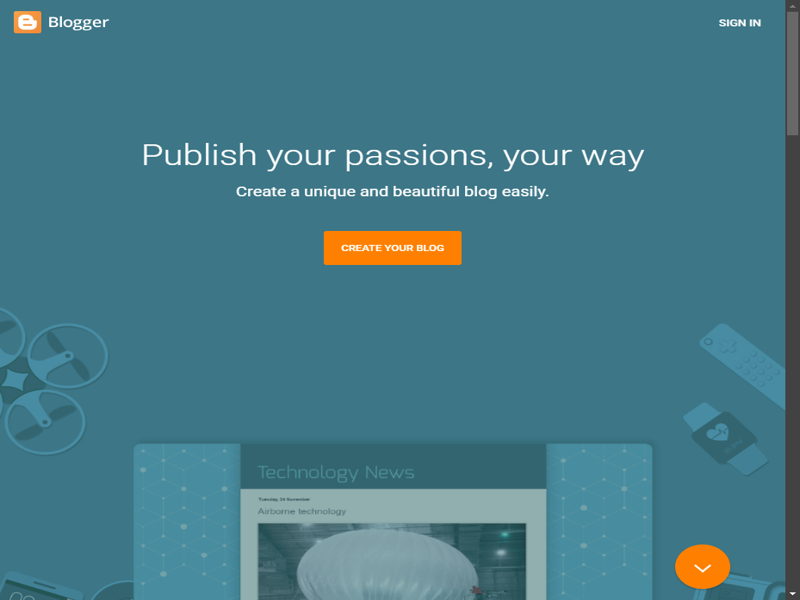 Blogger
SIGN IN
Publish your passions, your way
Create a unique and beautiful blog easily.
CREATE YOUR BLOG
Technology News
Tuesday, 24 November
Airborne technology